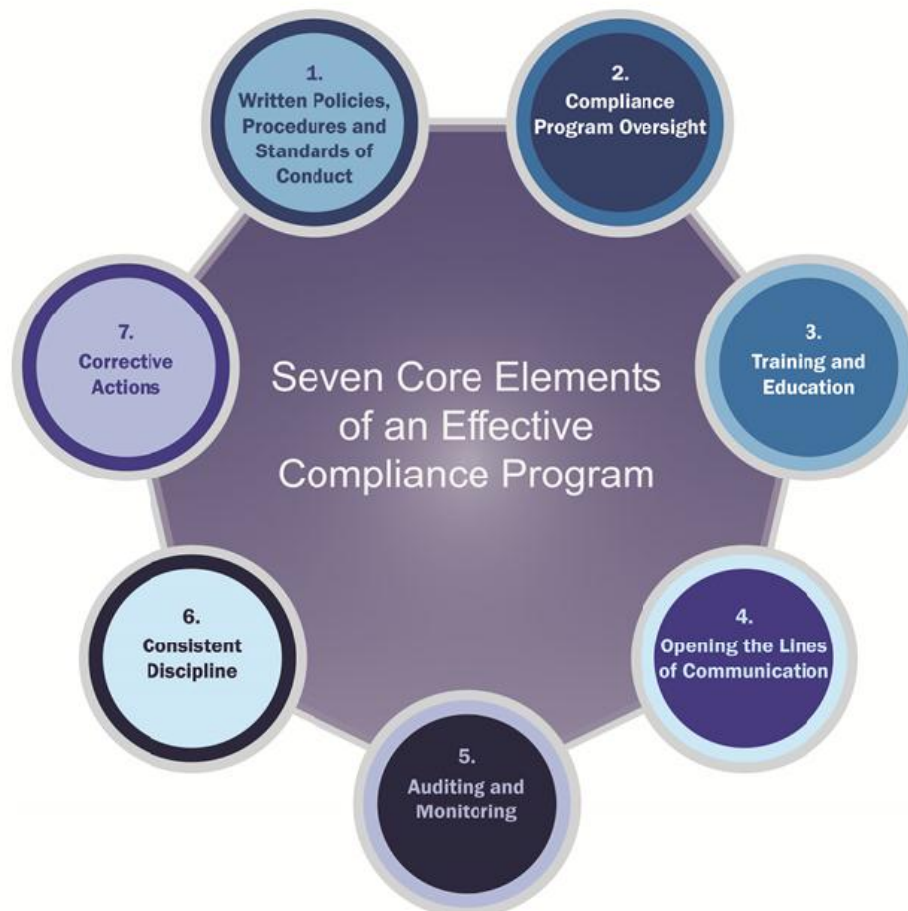 1.
Written Policies,
Procedures and
Standards of
Conduct
2.
Compliance
Program Oversight
3.
Training and
Education
4.
Opening the Lines
of Communication
5.
Auditing and
Monitoring
6.
Consistent
Discipline
7.
Corrective
Actions
Seven Core Elements
of an Effective
Compliance Program